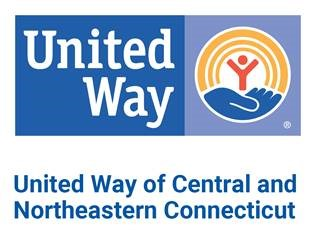 United
Way
®
United Way of Central and
Northeastern Connecticut